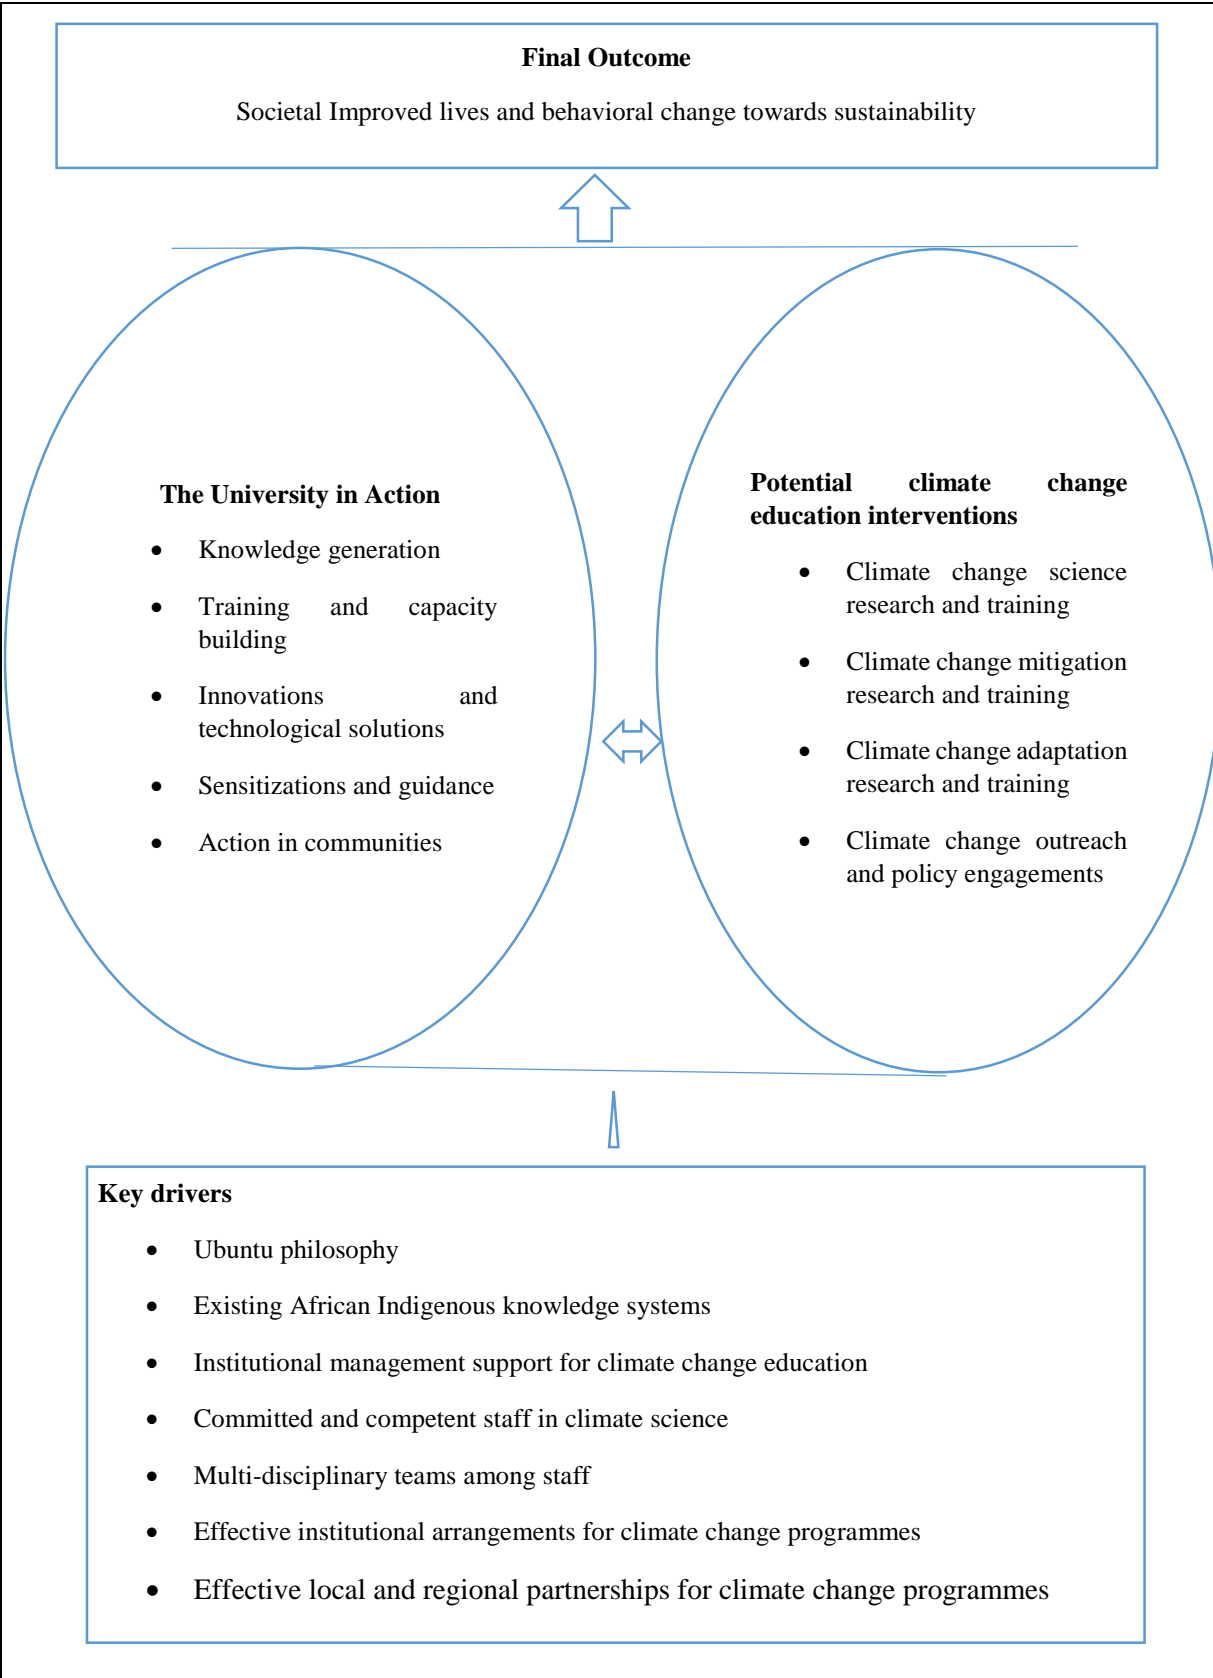 Final Outcome
Societal Improved lives and behavioral change towards sustainability
The University in Action
• Knowledge generation
• Training and capacity
building
• Innovations and
technological solutions
• Sensitizations and guidance
• Action in communities
Potential climate change
education interventions
• Climate change science
research and training
• Climate change mitigation
research and training
• Climate change adaptation
research and training
• Climate change outreach
and policy engagements
Key drivers
• Ubuntu philosophy
• Existing African Indigenous knowledge systems
• Institutional management support for climate change education
• Committed and competent staff in climate science
• Multi-disciplinary teams among staff
• Effective institutional arrangements for climate change programmes
• Effective local and regional partnerships for climate change programmes